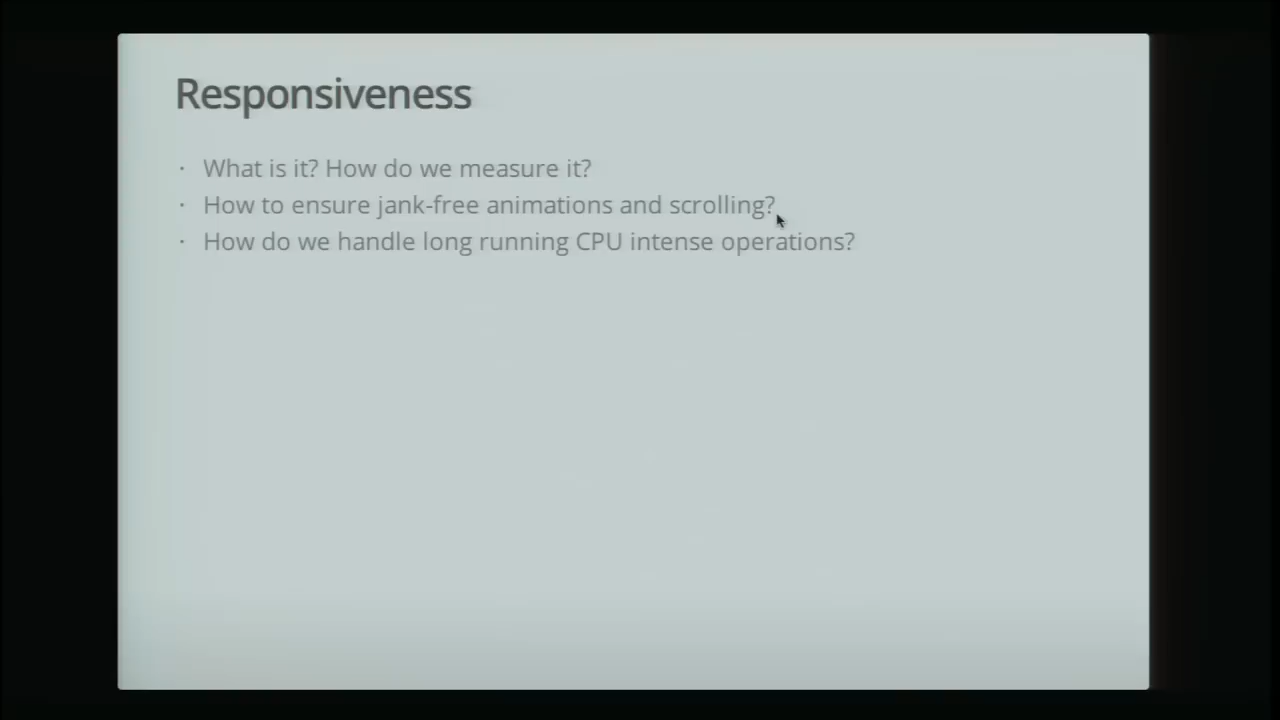 Responsiveness
· What is it? How do we measure it?
· How to ensure jank-free animations and scrolling?
· How do we handle long running CPU intense operations?